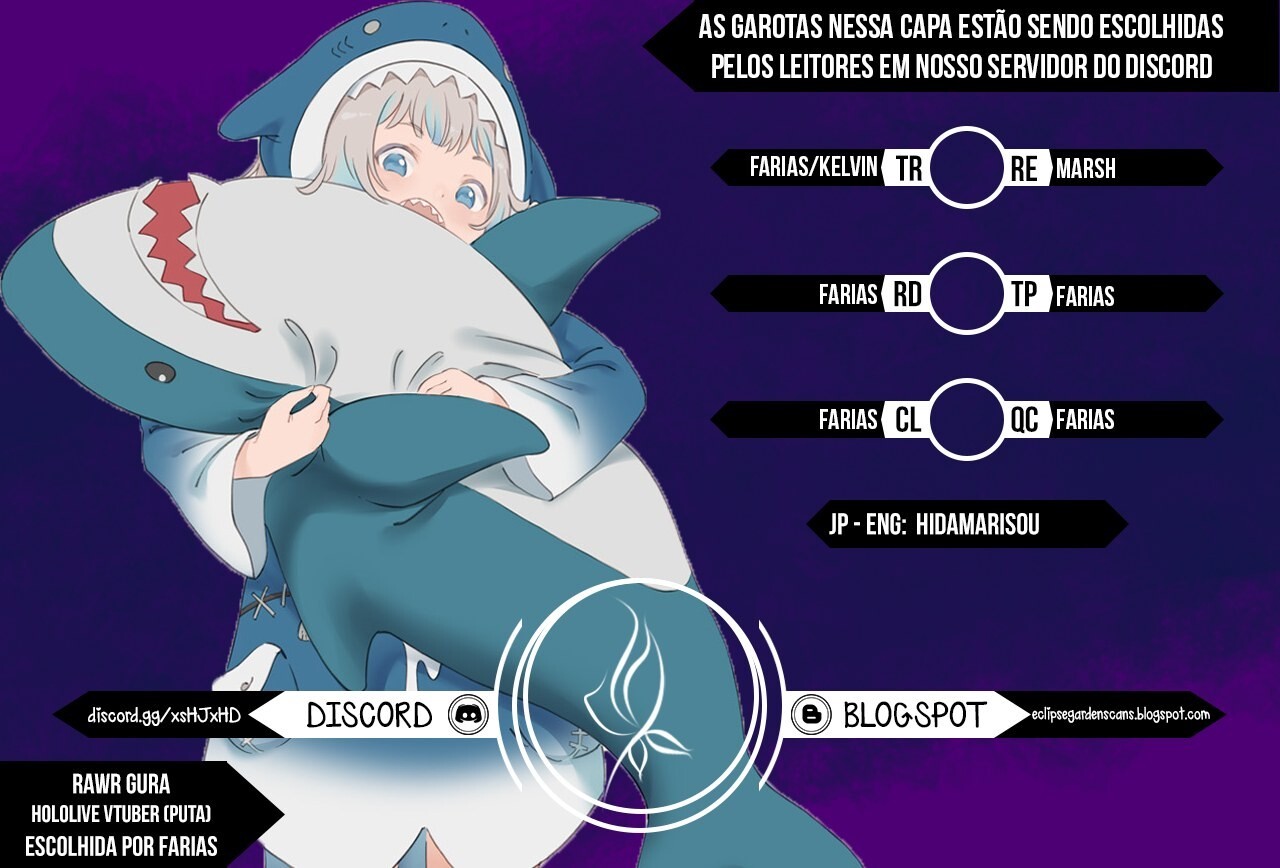 AS GAROTAS NESSA CAPA ESTÃO SENDO ESCOLHIDAS
PELOS LEITORES EM NOSSO SERVIDOR DO DISCORD
FARIAS/KELVIN TR RE MARSH
FARIAS RD TP FARIAS
FARIAS CL QC FARIAS
JP - ENG: HIDAMARISOU
discord.gg/xsHJxHD DISCORD BLOGSPOT eclipsegardenscans.blogspot.com
RAWR GURA
HOLOLIVE VTUBER (PUTA)
ESCOLHIDA POR FARIAS